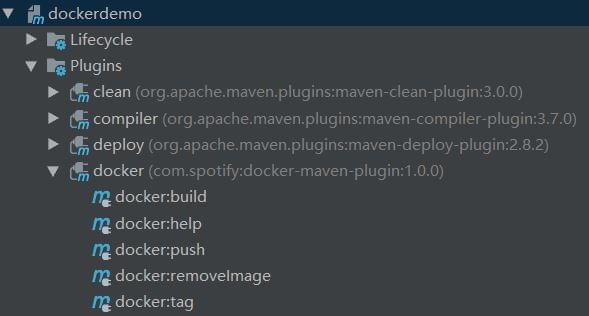 dockerdemo
Lifecycle
Plugins
clean (org.apache.maven.plugins:maven-clean-plugin:3.0.0)
compiler (org.apache.maven.plugins:maven-compiler-plugin:3.7.0)
deploy (org.apache.maven.plugins:maven-deploy-plugin:2.8.2)
docker (com.spotify:docker-maven-plugin:1.0.0)
docker:build
docker:help
docker:push
docker:removeImage
docker:tag